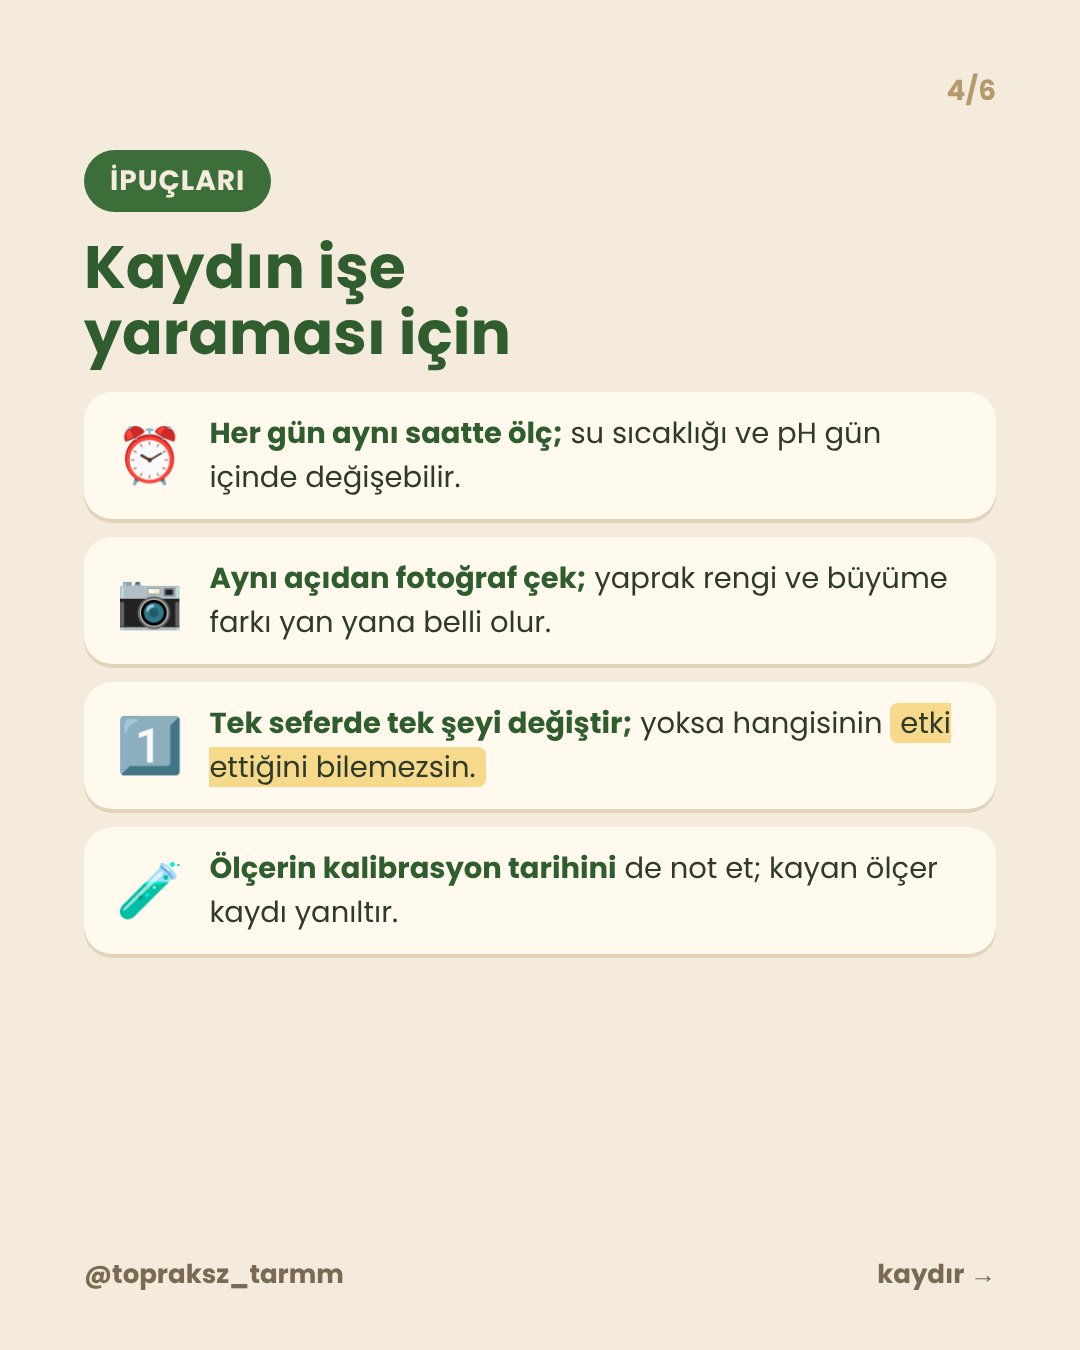 4/6
İPUÇLARI
Kaydın işe
yaraması için
Her gün aynı saatte ölç; su sıcaklığı ve pH gün
içinde değişebilir.
Aynı açıdan fotoğraf çek; yaprak rengi ve büyüme
farkı yan yana belli olur.
1
Tek seferde tek şeyi değiştir; yoksa hangisinin etki
ettiğini bilemezsin.
Ölçerin kalibrasyon tarihini de not et; kayan ölçer
kaydı yanıltır.
@topraksz_tarmm
kaydır →